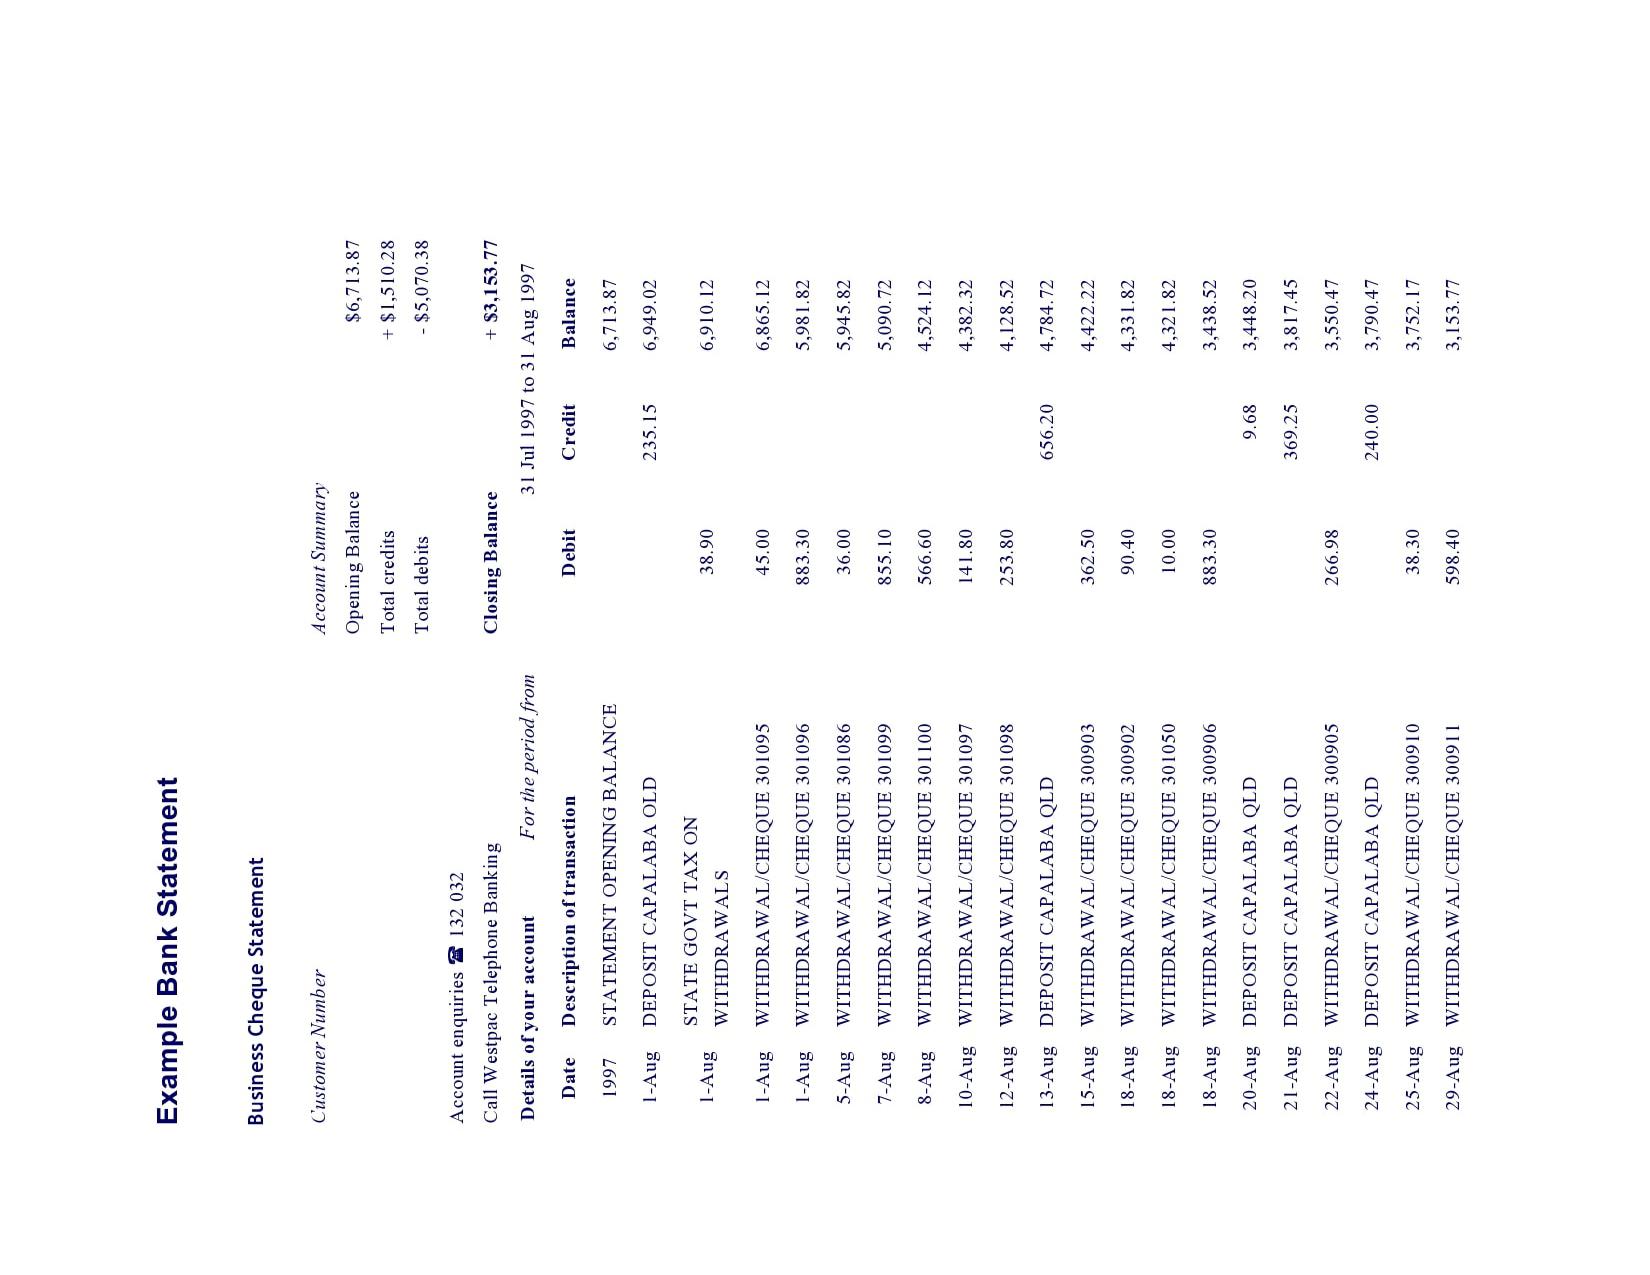 Example Bank Statement
Business Cheque Statement
Customer Number Account Summary
Opening Balance $6,713.87
Total credits + $1,510.28
Total debits - $5,070.38
Account enquiries ☎ 132 032
Call Westpac Telephone Banking Closing Balance + $3,153.77
Details of your account For the period from 31 Jul 1997 to 31 Aug 1997
Date Description of transaction Debit Credit Balance
1997 STATEMENT OPENING BALANCE 6,713.87
1-Aug DEPOSIT CAPALABA OLD 235.15 6,949.02
STATE GOVT TAX ON
1-Aug WITHDRAWALS 38.90 6,910.12
1-Aug WITHDRAWAL/CHEQUE 301095 45.00 6,865.12
1-Aug WITHDRAWAL/CHEQUE 301096 883.30 5,981.82
5-Aug WITHDRAWAL/CHEQUE 301086 36.00 5,945.82
7-Aug WITHDRAWAL/CHEQUE 301099 855.10 5,090.72
8-Aug WITHDRAWAL/CHEQUE 301100 566.60 4,524.12
10-Aug WITHDRAWAL/CHEQUE 301097 141.80 4,382.32
12-Aug WITHDRAWAL/CHEQUE 301098 253.80 4,128.52
13-Aug DEPOSIT CAPALABA QLD 656.20 4,784.72
15-Aug WITHDRAWAL/CHEQUE 300903 362.50 4,422.22
18-Aug WITHDRAWAL/CHEQUE 300902 90.40 4,331.82
18-Aug WITHDRAWAL/CHEQUE 301050 10.00 4,321.82
18-Aug WITHDRAWAL/CHEQUE 300906 883.30 3,438.52
20-Aug DEPOSIT CAPALABA QLD 9.68 3,448.20
21-Aug DEPOSIT CAPALABA QLD 369.25 3,817.45
22-Aug WITHDRAWAL/CHEQUE 300905 266.98 3,550.47
24-Aug DEPOSIT CAPALABA QLD 240.00 3,790.47
25-Aug WITHDRAWAL/CHEQUE 300910 38.30 3,752.17
29-Aug WITHDRAWAL/CHEQUE 300911 598.40 3,153.77